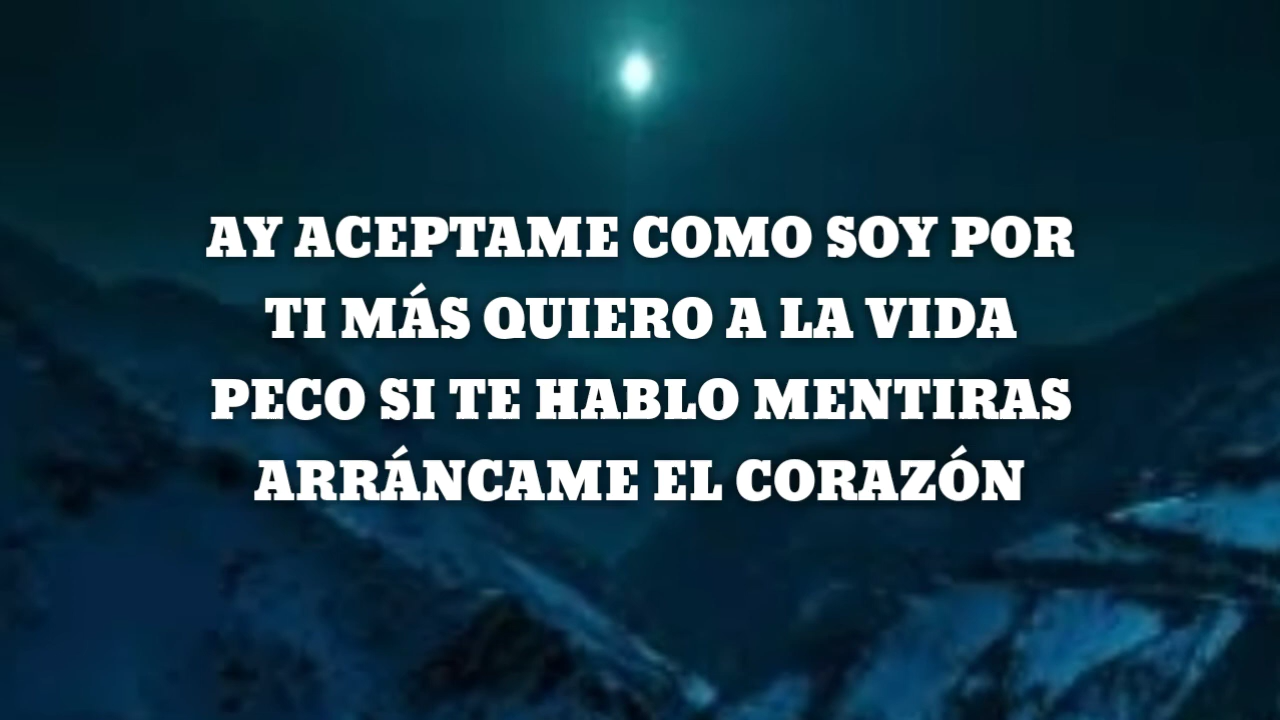 AY ACEPTAME COMO SOY POR
TI MÁS QUIERO A LA VIDA
PECO SI TE HABLO MENTIRAS
ARRÁNCAME EL CORAZÓN